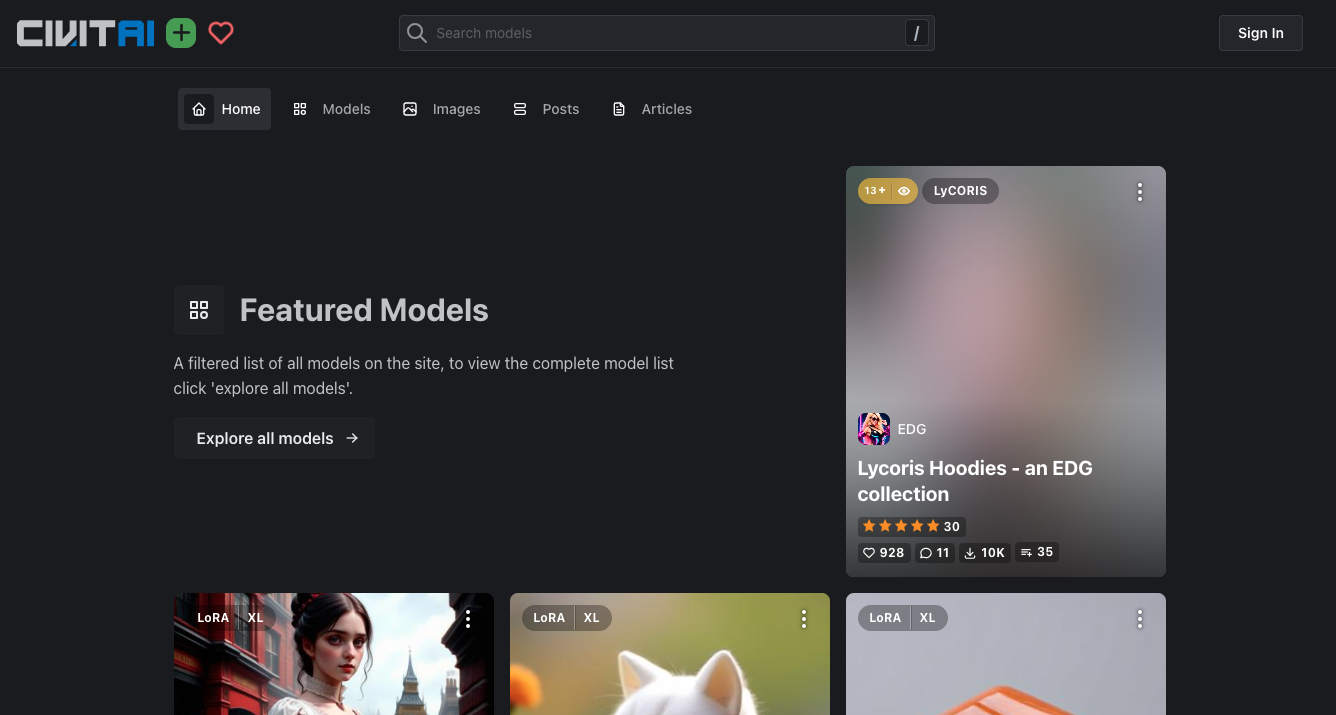 CIVITAI
Search models
/
Sign In
Home
Models
Images
Posts
Articles
13+
LyCORIS
Featured Models
A filtered list of all models on the site, to view the complete model list
click 'explore all models'.
Explore all models
EDG
Lycoris Hoodies - an EDG
collection
30
928
11
10K
35
LoRA XL
LoRA XL
LoRA XL